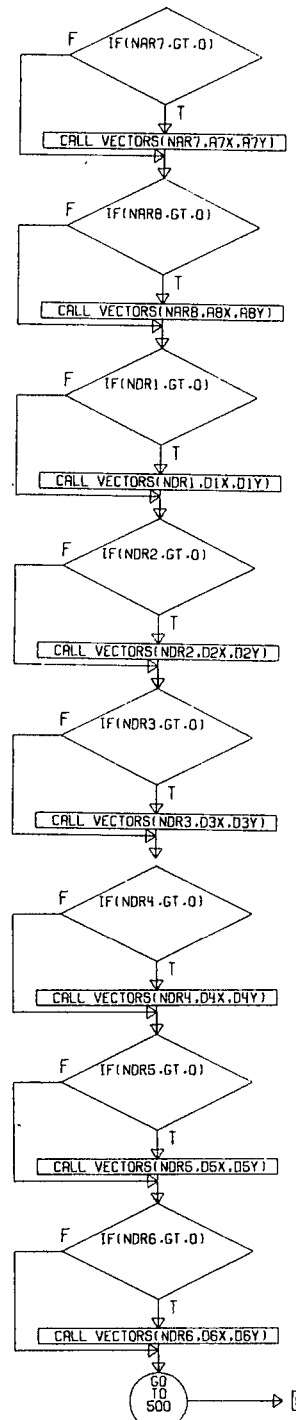 F IF(NAR7.GT.0)
T
CALL VECTORS(NAR7,A7X,A7Y)
F IF(NAR8.GT.0)
T
CALL VECTORS(NAR8,A8X,A8Y)
F IF(NDR1.GT.0)
T
CALL VECTORS(NDR1,D1X,D1Y)
F IF(NDR2.GT.0)
T
CALL VECTORS(NDR2,D2X,D2Y)
F IF(NDR3.GT.0)
T
CALL VECTORS(NDR3,D3X,D3Y)
F IF(NDR4.GT.0)
T
CALL VECTORS(NDR4,D4X,D4Y)
F IF(NDR5.GT.0)
T
CALL VECTORS(NDR5,D5X,D5Y)
F IF(NDR6.GT.0)
T
CALL VECTORS(NDR6,D6X,D6Y)
GO
TO
500